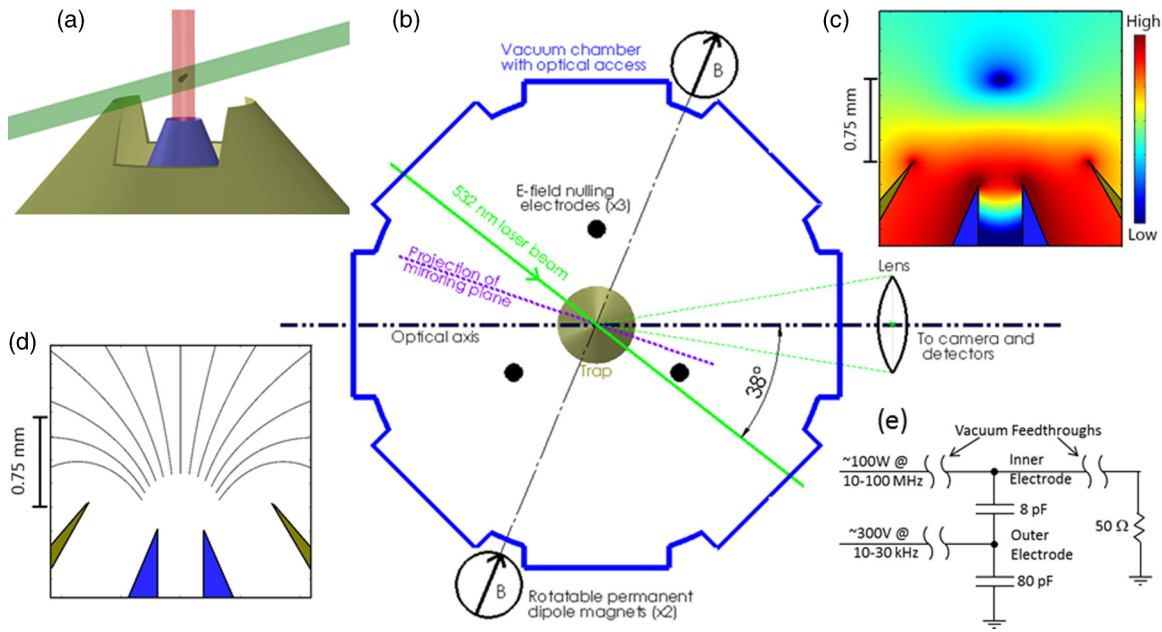 (a)
(b)
Vacuum chamber
with optical access
B
E-field nulling
electrodes (x3)
532 nm laser beam
Projection of
mirroring plane
Optical axis
Trap
38°
Lens
To camera and
detectors
B
Rotatable permanent
dipole magnets (x2)
(c)
High
0.75 mm
Low
(d)
0.75 mm
(e)
Vacuum Feedthroughs
~100W @
10-100 MHz
Inner
Electrode
8 pF
50 Ω
~300V @
10-30 kHz
Outer
Electrode
80 pF